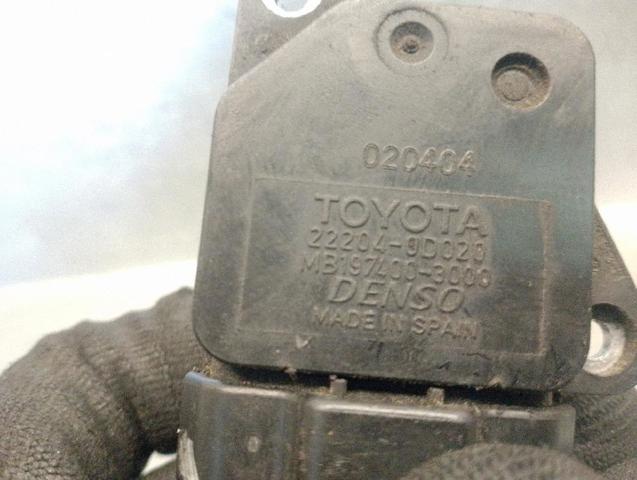 020404
TOYOTA
22204-0D020
MB197400-3000
DENSO
MADE IN SPAIN